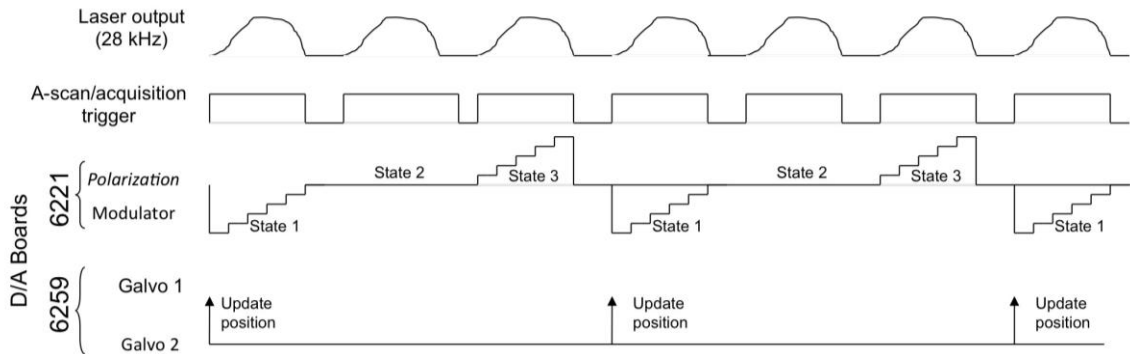 Laser output
(28 kHz)
A-scan/acquisition
trigger
D/A Boards
6221
Polarization
Modulator
State 1
State 2
State 3
State 1
State 2
State 3
State 1
6259
Galvo 1
Galvo 2
Update
position
Update
position
Update
position